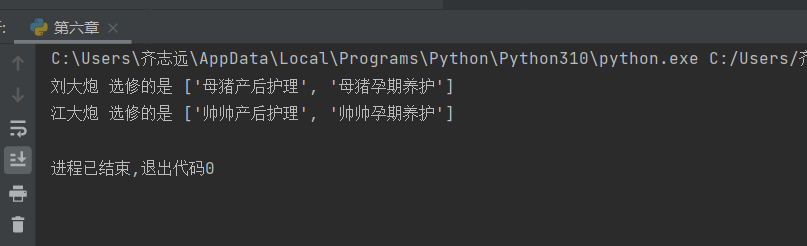 第六章
C:\Users\齐志远\AppData\Local\Programs\Python\Python310\python.exe C:/Users/
刘大炮 选修的是 ['母猪产后护理', '母猪孕期养护']
江大炮 选修的是 ['帅帅产后护理', '帅帅孕期养护']
进程已结束,退出代码0